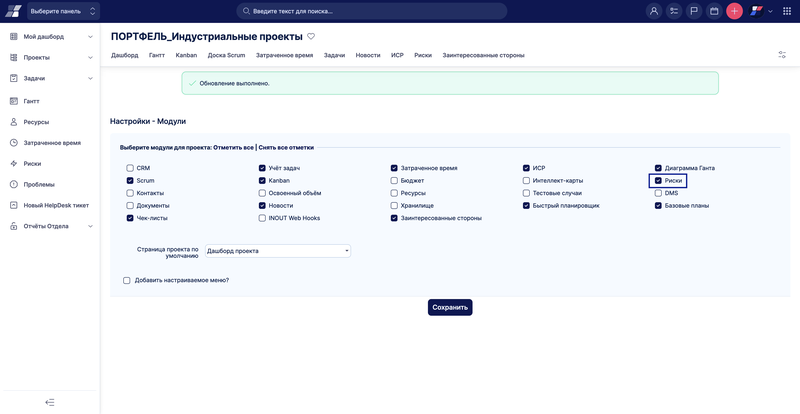 Выберите панель
Введите текст для поиска...
Мой дашборд
Проекты
Задачи
Гантт
Ресурсы
Затраченное время
Риски
Проблемы
Новый HelpDesk тикет
Отчёты Отдела
ПОРТФЕЛЬ_Индустриальные проекты
Дашборд Гантт Kanban Доска Scrum Затраченное время Задачи Новости ИСР Риски Заинтересованные стороны
Обновление выполнено.
Настройки - Модули
Выберите модули для проекта: Отметить все | Снять все отметки
CRM Учёт задач Затраченное время ИСР Диаграмма Ганта
Scrum Kanban Бюджет Интеллект-карты Риски
Контакты Освоенный объём Ресурсы Тестовые случаи DMS
Документы Новости Хранилище Быстрый планировщик Базовые планы
Чек-листы INOUT Web Hooks Заинтересованные стороны
Страница проекта по
умолчанию
Дашборд проекта
Добавить настраиваемое меню?
Сохранить